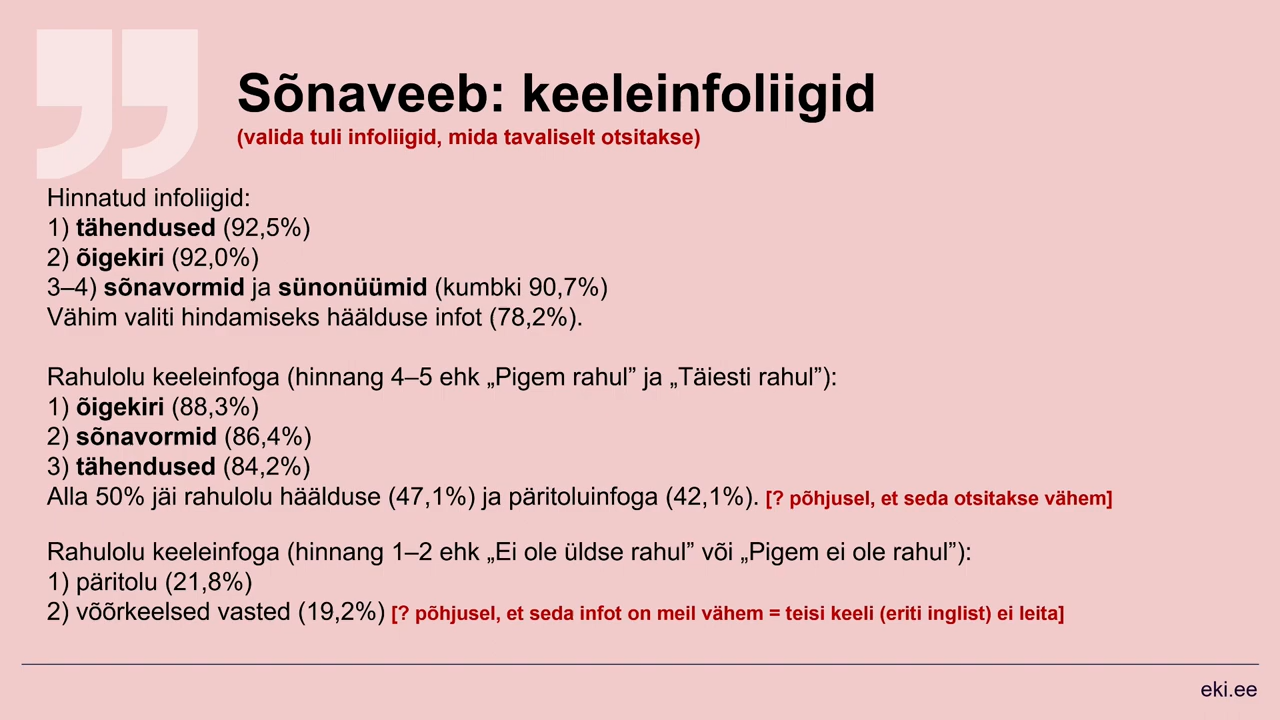 Sõnaveeb: keeleinfoliigid
(valida tuli infoliigid, mida tavaliselt otsitakse)
Hinnatud infoliigid:
1) tähendused (92,5%)
2) õigekiri (92,0%)
3–4) sõnavormid ja sünonüümid (kumbki 90,7%)
Vähim valiti hindamiseks häälduse infot (78,2%).
Rahulolu keeleinfoga (hinnang 4–5 ehk „Pigem rahul” ja „Täiesti rahul”):
1) õigekiri (88,3%)
2) sõnavormid (86,4%)
3) tähendused (84,2%)
Alla 50% jäi rahulolu häälduse (47,1%) ja päritoluinfoga (42,1%). [? põhjusel, et seda otsitakse vähem]
Rahulolu keeleinfoga (hinnang 1–2 ehk „Ei ole üldse rahul” või „Pigem ei ole rahul”):
1) päritolu (21,8%)
2) võõrkeelsed vasted (19,2%) [? põhjusel, et seda infot on meil vähem = teisi keeli (eriti inglist) ei leita]
eki.ee